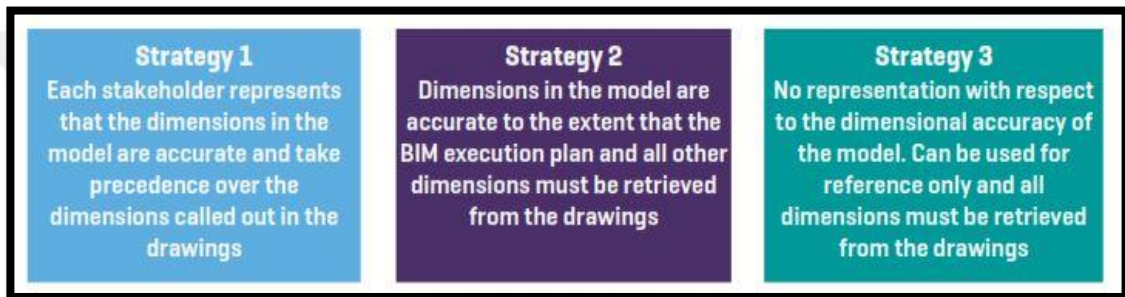 Strategy 1
Each stakeholder represents
that the dimensions in the
model are accurate and take
precedence over the
dimensions called out in the
drawings
Strategy 2
Dimensions in the model are
accurate to the extent that the
BIM execution plan and all other
dimensions must be retrieved
from the drawings
Strategy 3
No representation with respect
to the dimensional accuracy of
the model. Can be used for
reference only and all
dimensions must be retrieved
from the drawings